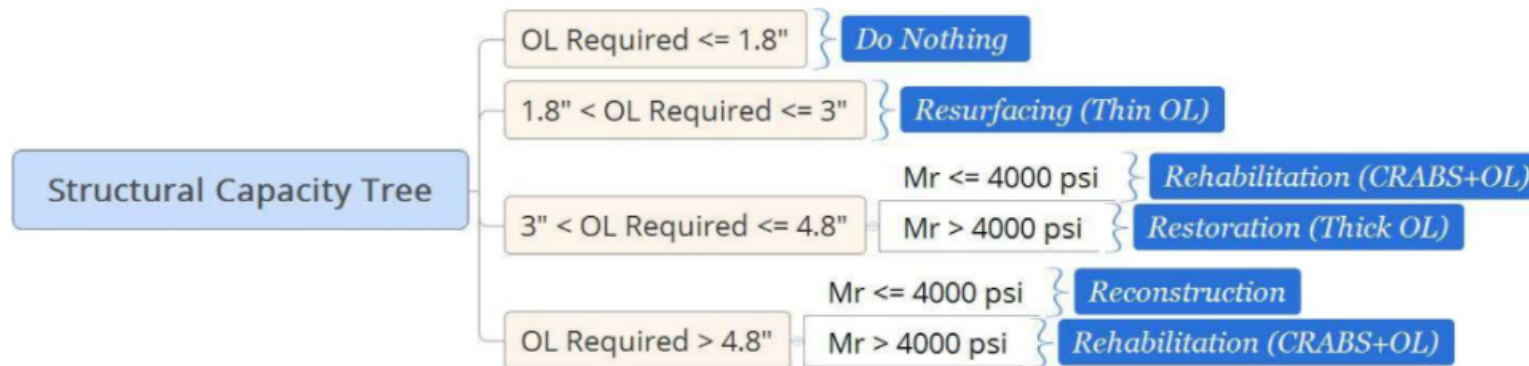 Structural Capacity Tree
OL Required <= 1.8"
Do Nothing
1.8" < OL Required <= 3"
Resurfacing (Thin OL)
3" < OL Required <= 4.8"
Mr <= 4000 psi
Rehabilitation (CRABS+OL)
Mr > 4000 psi
Restoration (Thick OL)
OL Required > 4.8"
Mr <= 4000 psi
Reconstruction
Mr > 4000 psi
Rehabilitation (CRABS+OL)